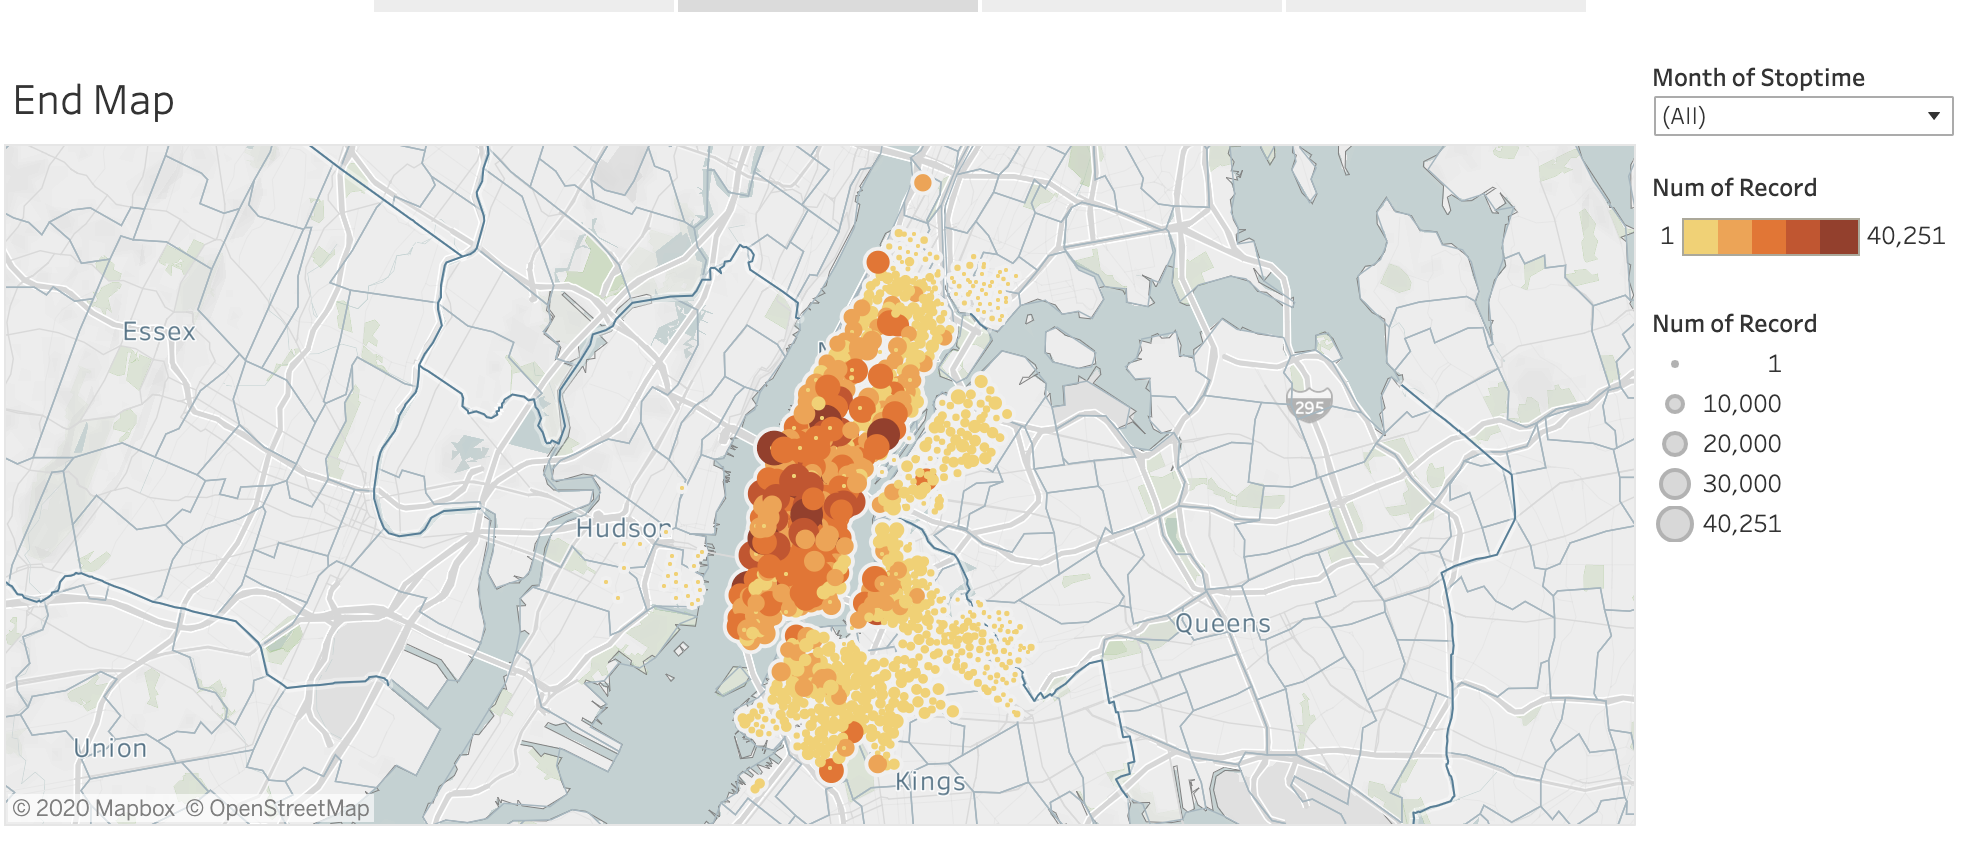 End Map
Essex
Hudson
Union
295
Queens
Kings
© 2020 Mapbox © OpenStreetMap
Month of Stoptime
(All)
Num of Record
1 40,251
Num of Record
1
10,000
20,000
30,000
40,251